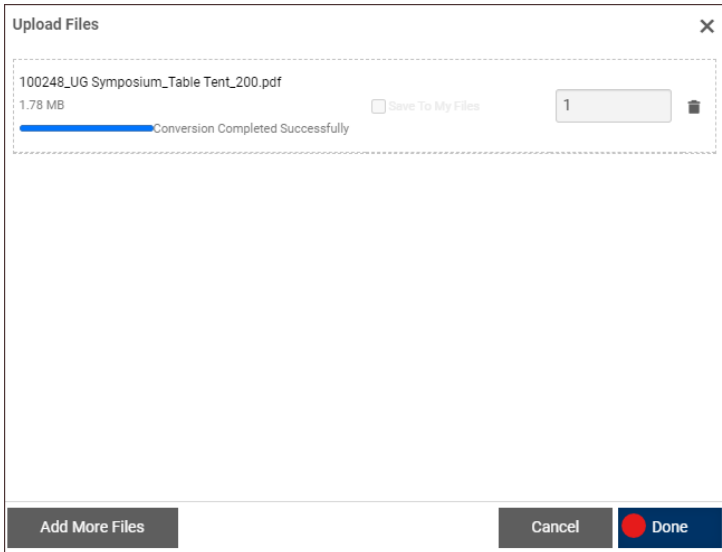 Upload Files
100248_UG Symposium_Table Tent_200.pdf
1.78 MB
Save To My Files
1
Conversion Completed Successfully
Add More Files
Cancel
Done